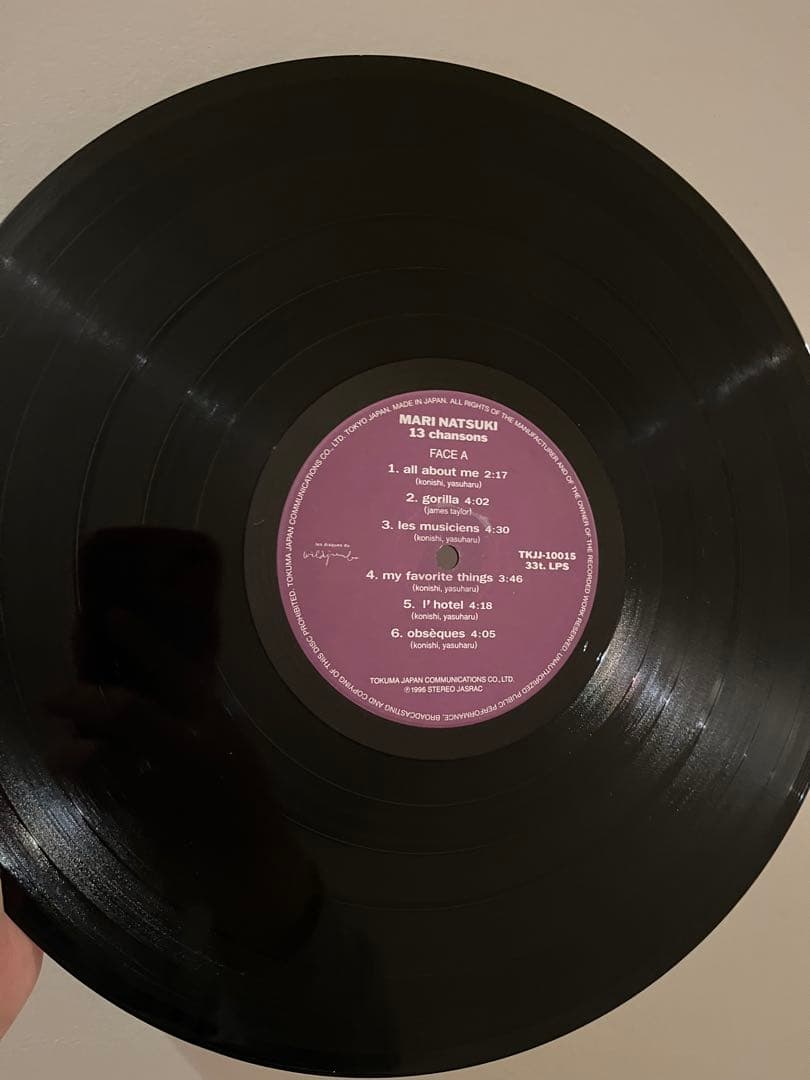 MARI NATSUKI
13 chansons
FACE A
1. all about me 2:17
(konishi, yasuharu)
2. gorilla 4:02
(james taylor)
3. les musiciens 4:30
(konishi, yasuharu)
les disques du
wildjumbo
TKJJ-10015
33t. LPS
4. my favorite things 3:46
(konishi, yasuharu)
5. l' hotel 4:18
(konishi, yasuharu)
6. obsèques 4:05
(konishi, yasuharu)
TOKUMA JAPAN COMMUNICATIONS CO., LTD.
℗1995 STEREO JASRAC
TOKUMA JAPAN COMMUNICATIONS CO., LTD. TOKYO JAPAN. MADE IN JAPAN. ALL RIGHTS OF THE MANUFACTURER AND OF THE OWNER OF THE RECORDED WORK RESERVED. UNAUTHORIZED PUBLIC PERFORMANCE, BROADCASTING AND COPYING OF THIS DISC PROHIBITED.